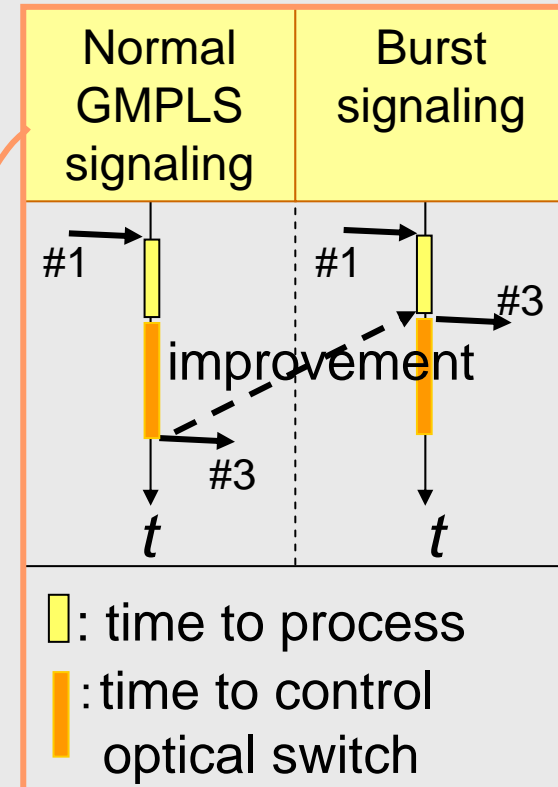 Normal
GMPLS
signaling
Burst
signaling
#1
#1
#3
improvement
#3
t
t
: time to process
: time to control
optical switch